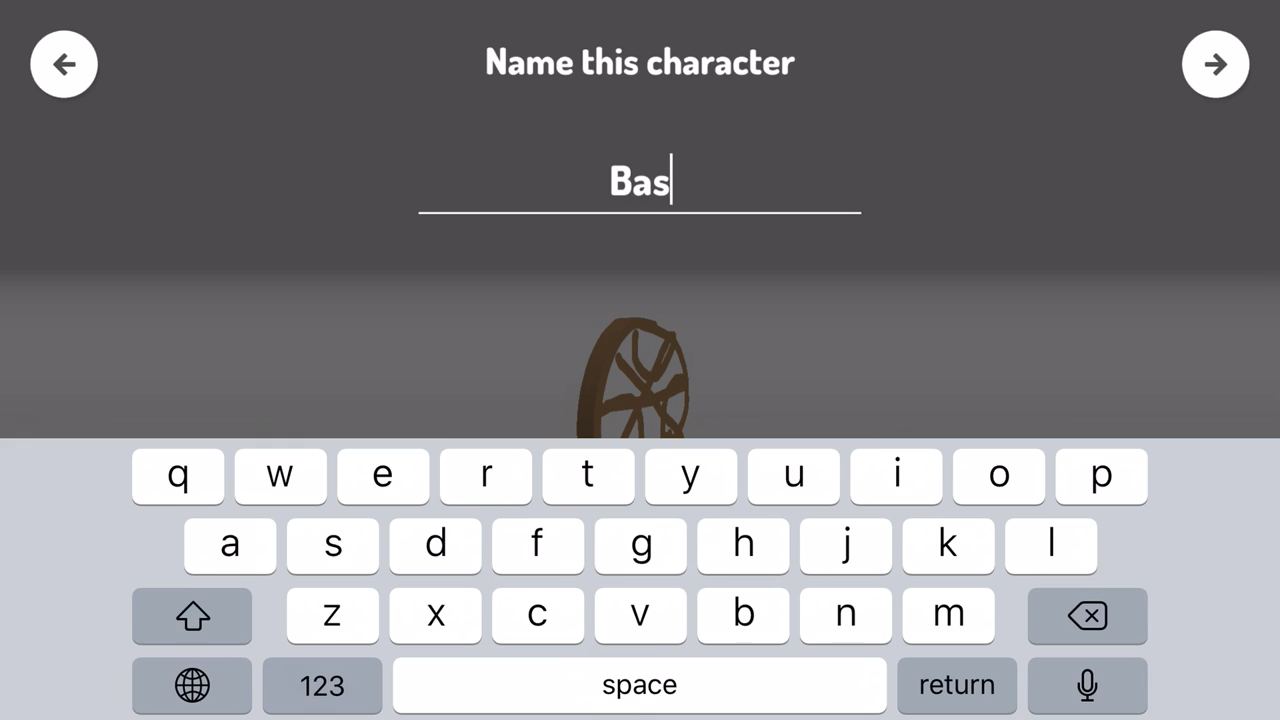 Name this character
Bas
q w e r t y u i o p
a s d f g h j k l
z x c v b n m
123 space return